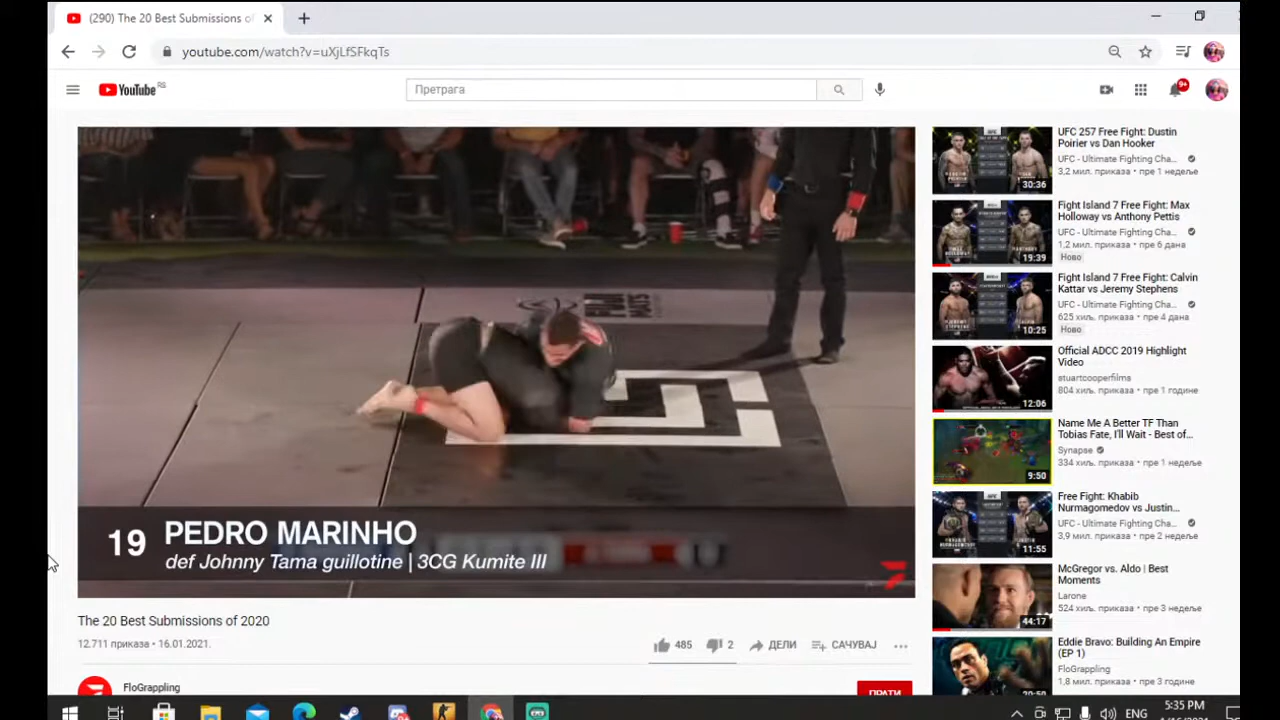 (290) The 20 Best Submissions of
youtube.com/watch?v=uXjLfSFkqTs
YouTube RS
Претрага
9+
19 PEDRO MARINHO
def Johnny Tama guillotine | 3CG Kumite III
The 20 Best Submissions of 2020
12.711 приказа • 16.01.2021.
485
2
ДЕЛИ
САЧУВАЈ
FloGrappling
ПРАТИ
UFC 257 Free Fight: Dustin
Poirier vs Dan Hooker
UFC - Ultimate Fighting Cha...
3,2 мил. приказа • пре 1 недеље
30:36
Fight Island 7 Free Fight: Max
Holloway vs Anthony Pettis
UFC - Ultimate Fighting Cha...
1,2 мил. приказа • пре 6 дана
Ново
19:39
Fight Island 7 Free Fight: Calvin
Kattar vs Jeremy Stephens
UFC - Ultimate Fighting Cha...
625 хиљ. приказа • пре 4 дана
Ново
10:25
Official ADCC 2019 Highlight
Video
stuartcooperfilms
804 хиљ. приказа • пре 1 године
12:06
Name Me A Better TF Than
Tobias Fate, I'll Wait - Best of...
Synapse
334 хиљ. приказа • пре 1 недеље
9:50
Free Fight: Khabib
Nurmagomedov vs Justin...
UFC - Ultimate Fighting Cha...
3,9 мил. приказа • пре 2 недеље
11:55
McGregor vs. Aldo | Best
Moments
Larone
524 хиљ. приказа • пре 3 недеље
44:17
Eddie Bravo: Building An Empire
(EP 1)
FloGrappling
1,8 мил. приказа • пре 3 године
20:50
ENG
5:35 PM